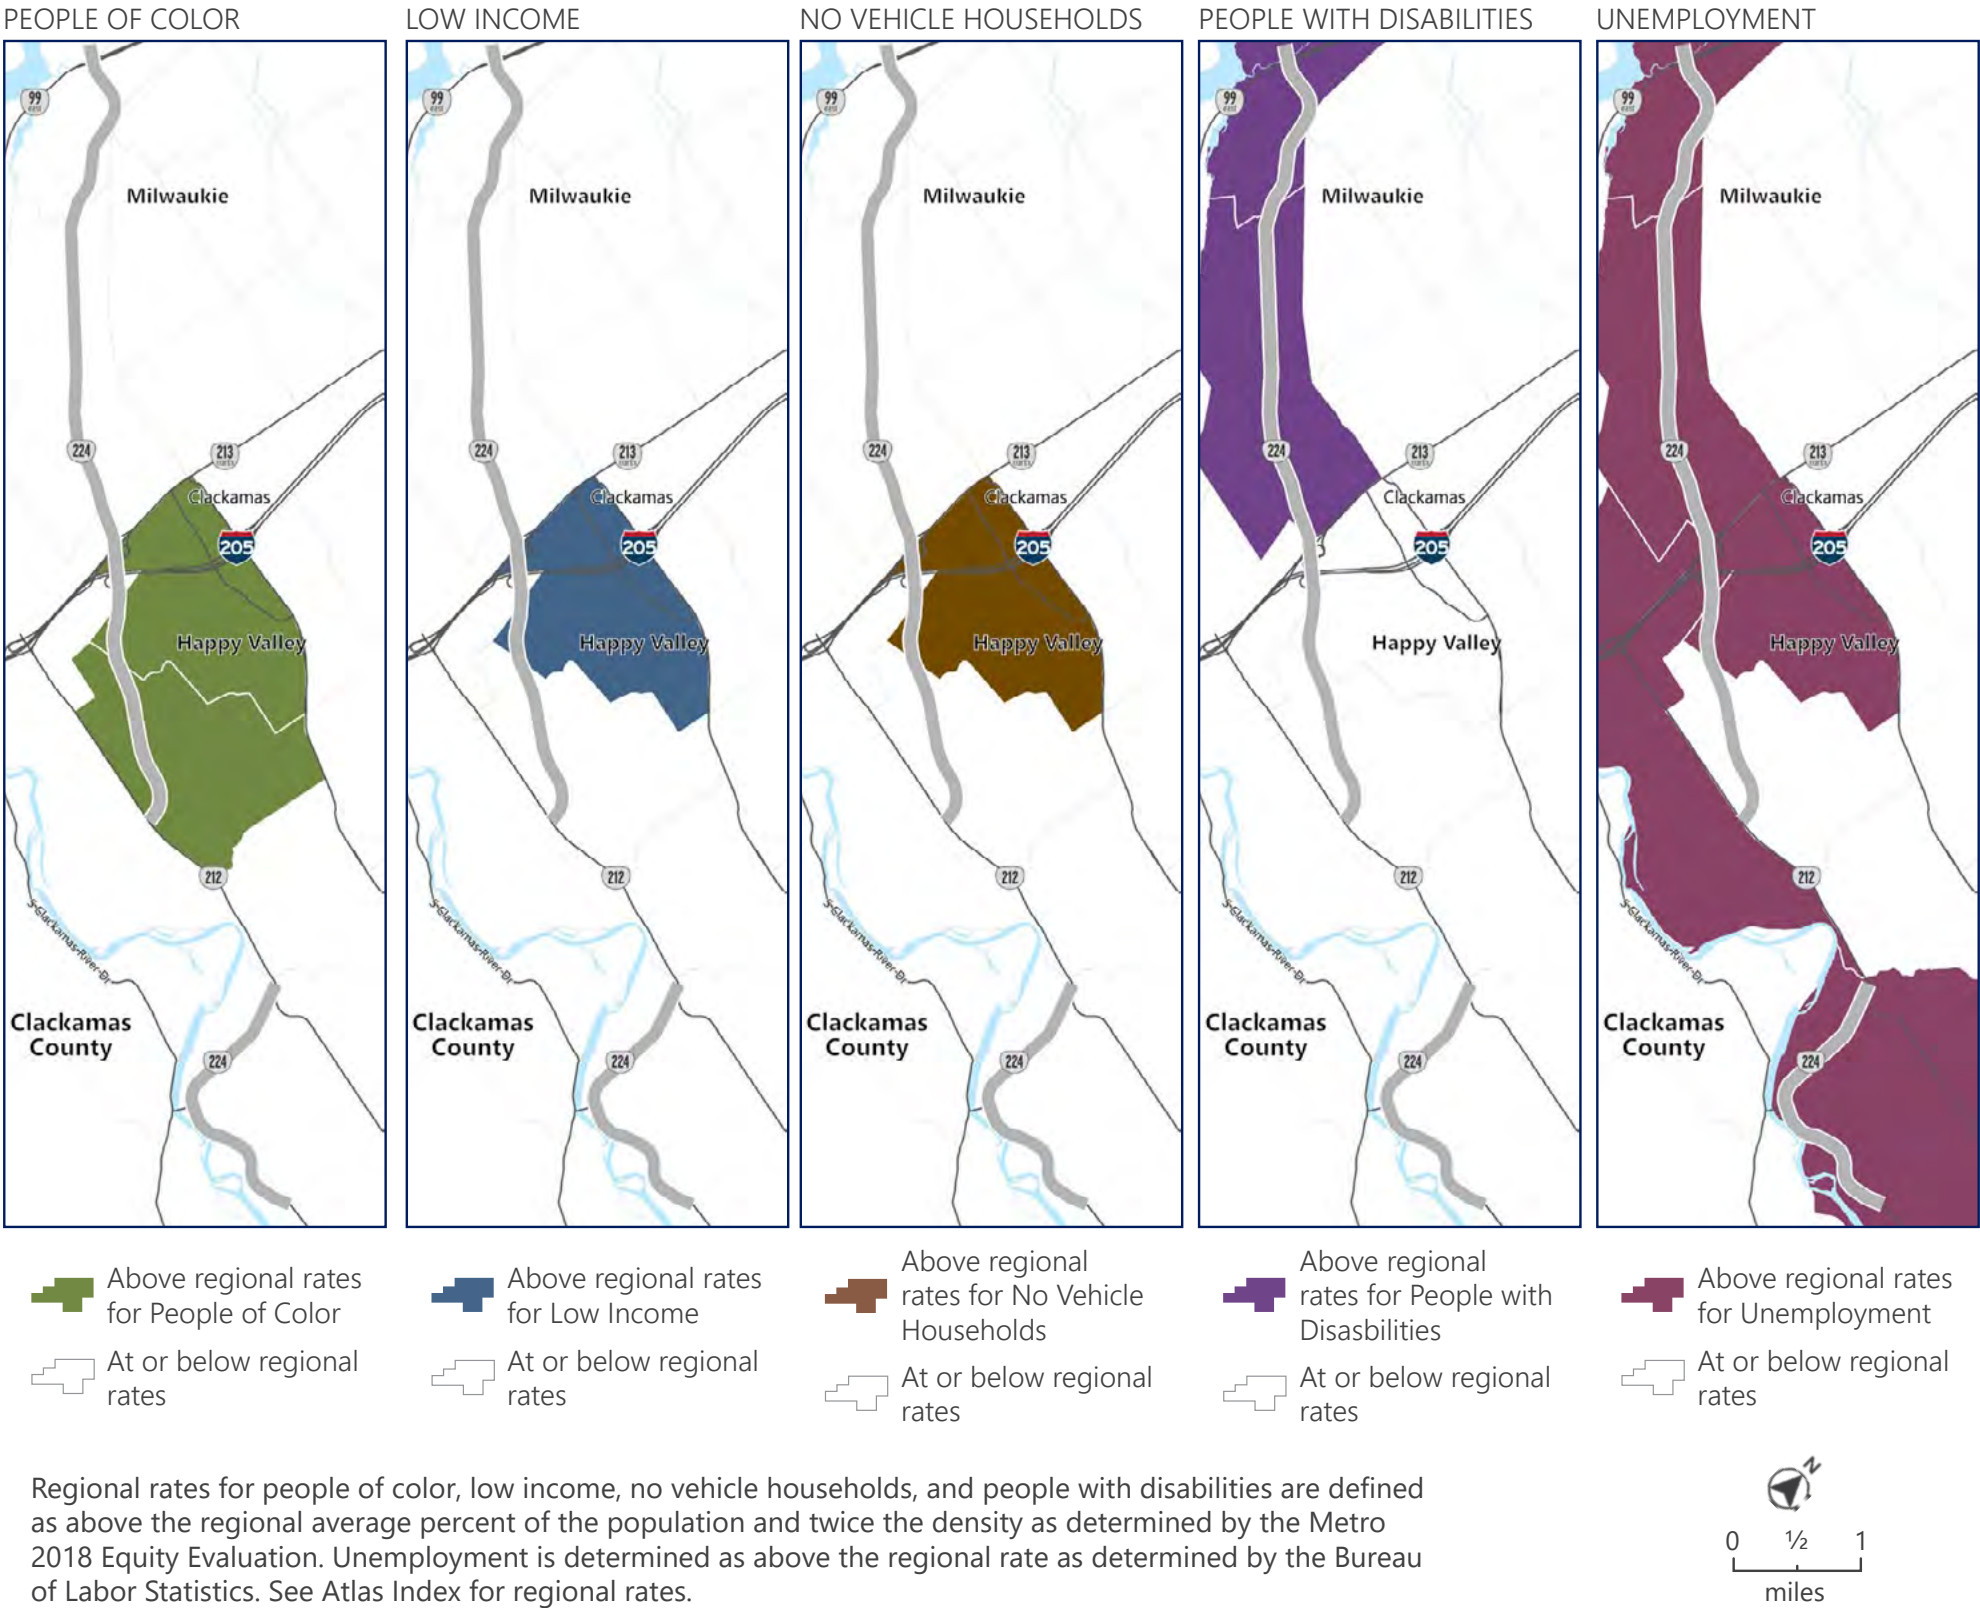 PEOPLE OF COLOR
99
EAST
Milwaukie
224
213
Clackamas
205
Happy Valley
212
S-Clackamas-River-Dr
Clackamas
County
224
Above regional rates
for People of Color
At or below regional
rates
LOW INCOME
99
EAST
Milwaukie
224
213
Clackamas
205
Happy Valley
212
S-Clackamas-River-Dr
Clackamas
County
224
Above regional rates
for Low Income
At or below regional
rates
NO VEHICLE HOUSEHOLDS
99
EAST
Milwaukie
224
213
Clackamas
205
Happy Valley
212
S-Clackamas-River-Dr
Clackamas
County
224
Above regional
rates for No Vehicle
Households
At or below regional
rates
PEOPLE WITH DISABILITIES
99
EAST
Milwaukie
224
213
Clackamas
205
Happy Valley
212
S-Clackamas-River-Dr
Clackamas
County
224
Above regional
rates for People with
Disasbilities
At or below regional
rates
UNEMPLOYMENT
99
EAST
Milwaukie
224
213
Clackamas
205
Happy Valley
212
S-Clackamas-River-Dr
Clackamas
County
224
Above regional rates
for Unemployment
At or below regional
rates
Regional rates for people of color, low income, no vehicle households, and people with disabilities are defined
as above the regional average percent of the population and twice the density as determined by the Metro
2018 Equity Evaluation. Unemployment is determined as above the regional rate as determined by the Bureau
of Labor Statistics. See Atlas Index for regional rates.
N
0 ½ 1
miles